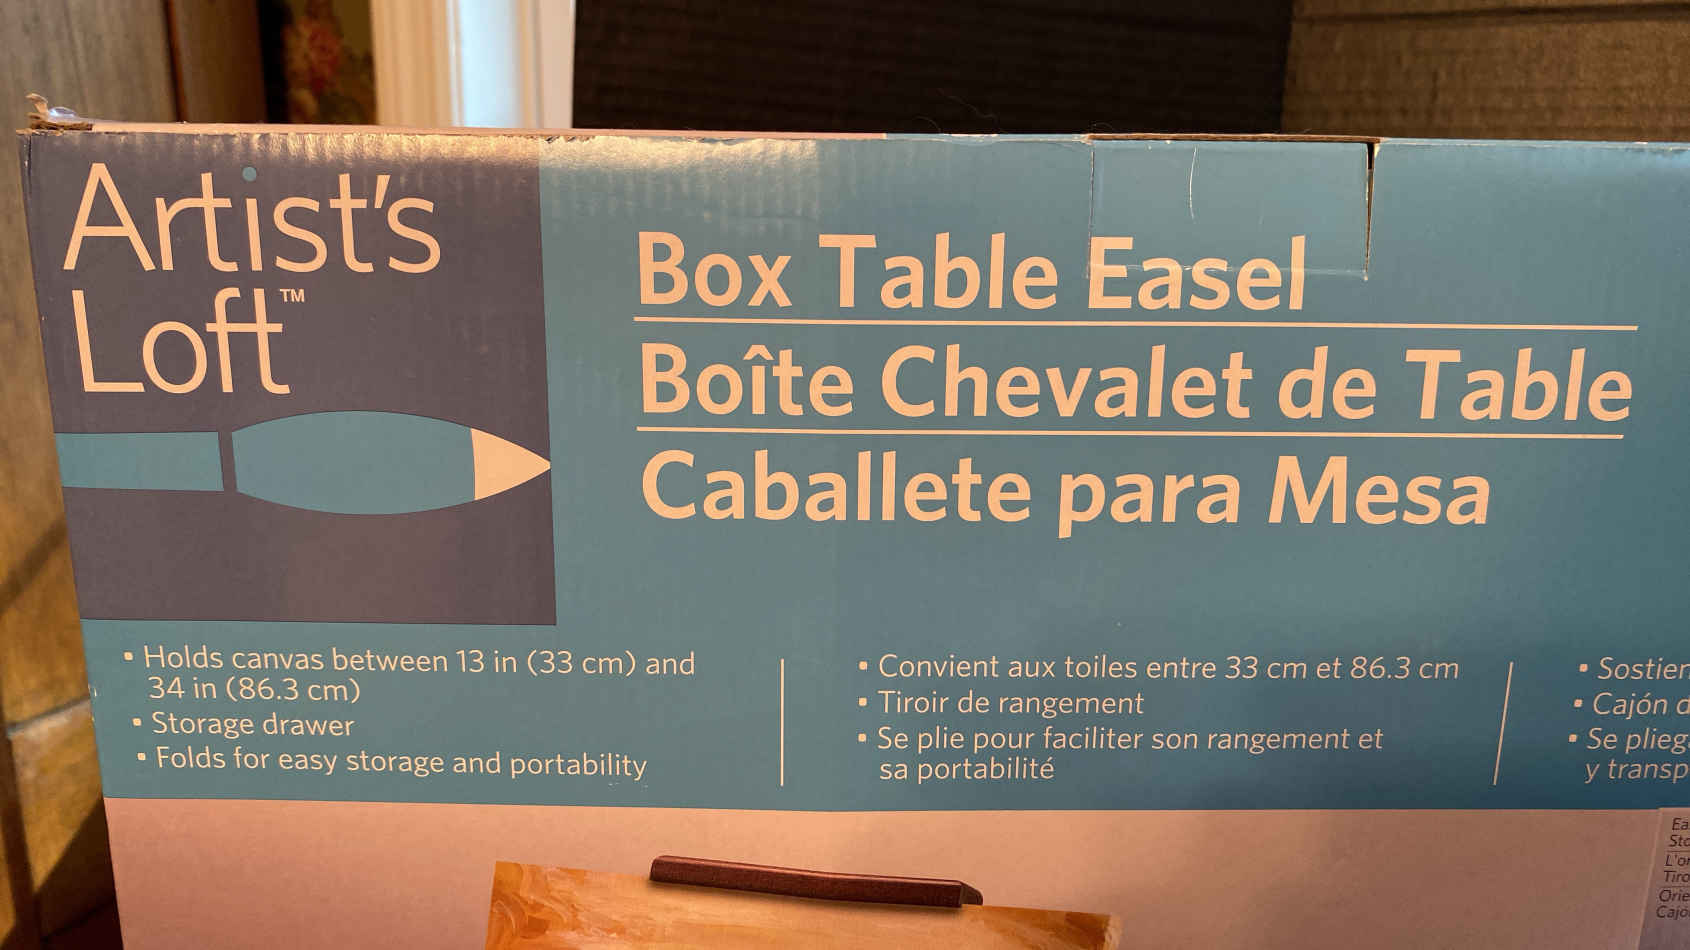 Artist's
Loft™
Box Table Easel
Boîte Chevalet de Table
Caballete para Mesa
• Holds canvas between 13 in (33 cm) and
34 in (86.3 cm)
• Storage drawer
• Folds for easy storage and portability
• Convient aux toiles entre 33 cm et 86.3 cm
• Tiroir de rangement
• Se plie pour faciliter son rangement et
sa portabilité
• Cajón
• Se
y